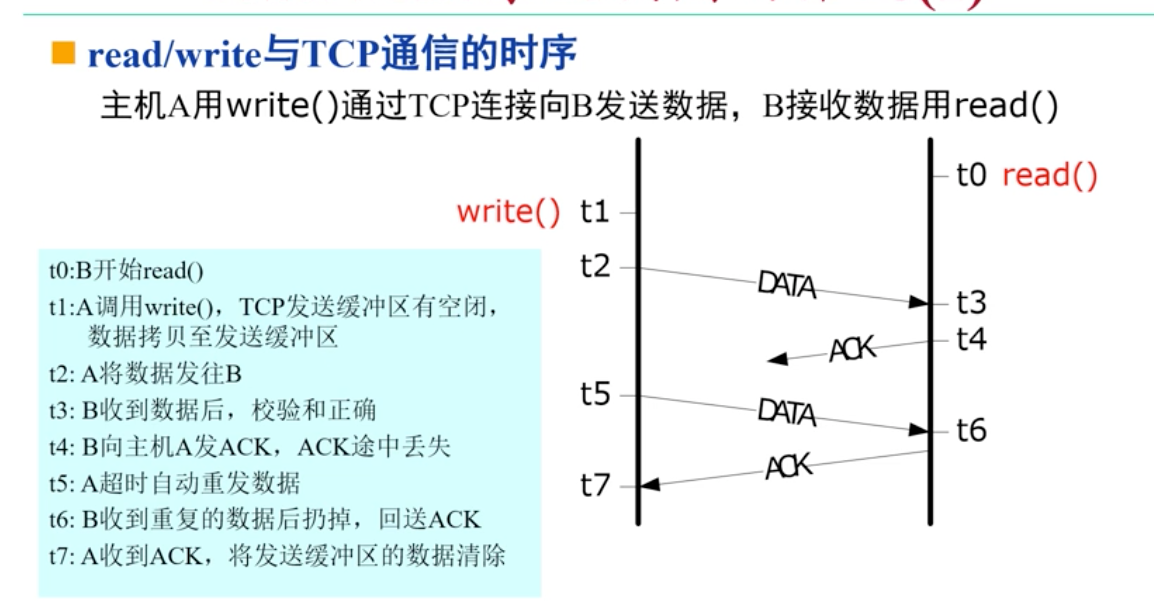 read/write与TCP通信的时序
主机A用write()通过TCP连接向B发送数据，B接收数据用read()
t0 read()
write() t1
t2
DATA
t3
ACK
t4
t5
DATA
t6
ACK
t7
t0:B开始read()
t1:A调用write()，TCP发送缓冲区有空闭，
数据拷贝至发送缓冲区
t2: A将数据发往B
t3: B收到数据后，校验和正确
t4: B向主机A发ACK，ACK途中丢失
t5: A超时自动重发数据
t6: B收到重复的数据后扔掉，回送ACK
t7: A收到ACK，将发送缓冲区的数据清除